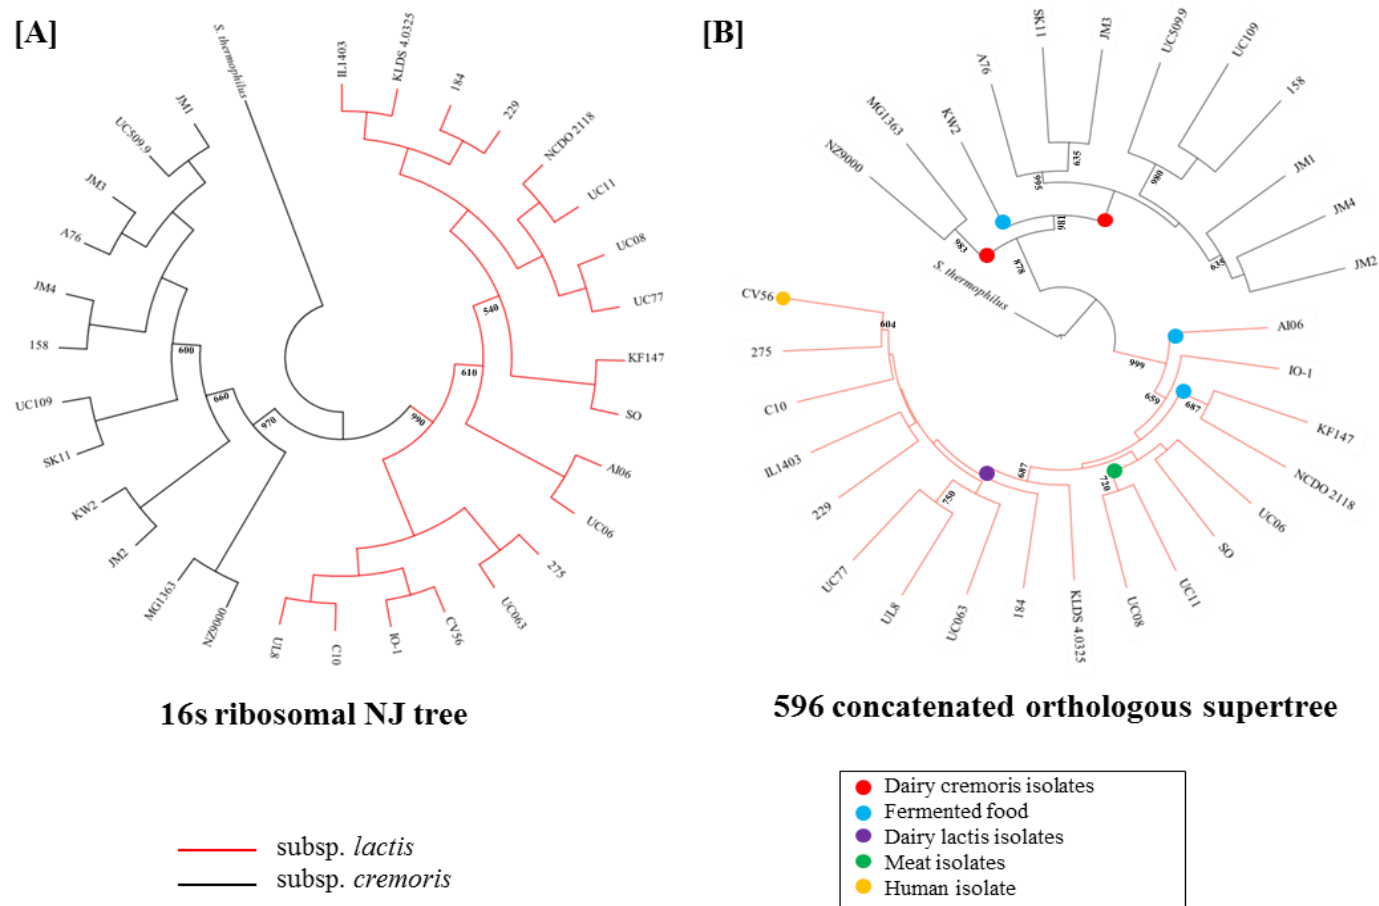 [A]
S. thermophilus
IL1403
KLDS 4.0325
184
229
NCDO 2118
UC11
UC08
UC77
KF147
SO
AI06
UC06
275
UC063
CV56
IO-1
C10
UL8
NZ9000
MG1363
JM2
KW2
SK11
UC109
158
JM4
A76
JM3
UC509.9
JM1
540
610
990
970
660
600
16s ribosomal NJ tree
subsp. lactis
subsp. cremoris
[B]
NZ9000
MG1363
KW2
A76
SK11
JM3
UC509.9
UC109
158
JM1
JM4
JM2
AI06
IO-1
KF147
NCDO 2118
UC06
SO
UC11
UC08
KLDS 4.0325
184
UC063
UL8
UC77
229
IL1403
C10
275
CV56
S. thermophilus
983
878
981
995
635
980
635
999
659
687
720
687
750
604
596 concatenated orthologous supertree
Dairy cremoris isolates
Fermented food
Dairy lactis isolates
Meat isolates
Human isolate